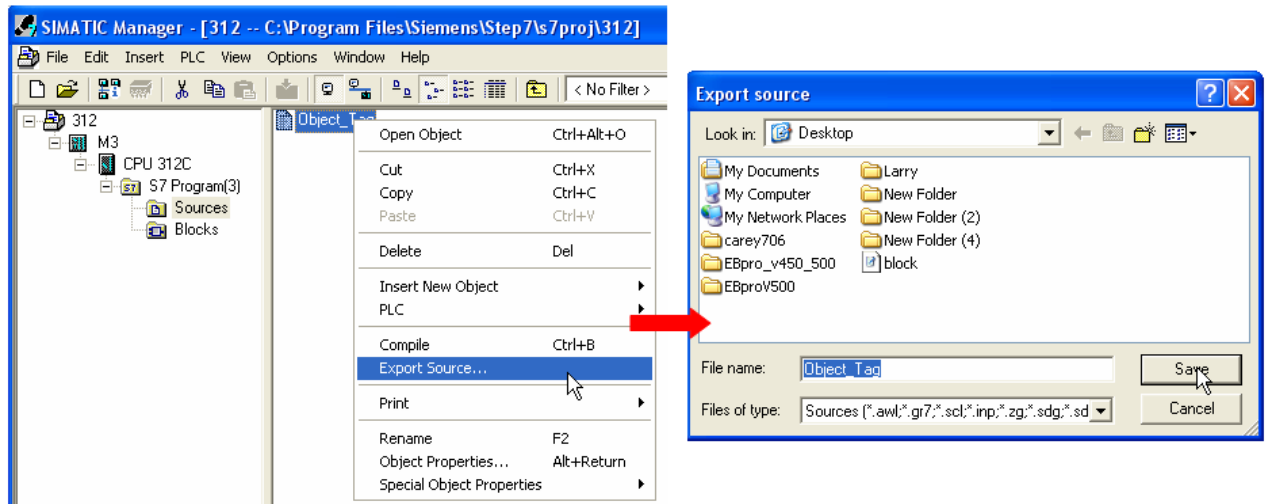 SIMATIC Manager - [312 -- C:\Program Files\Siemens\Step7\s7proj\312]
File Edit Insert PLC View Options Window Help
< No Filter >
312
M3
CPU 312C
S7 Program(3)
Sources
Blocks
Object_Tag
Open Object Ctrl+Alt+O
Cut Ctrl+X
Copy Ctrl+C
Paste Ctrl+V
Delete Del
Insert New Object
PLC
Compile Ctrl+B
Export Source...
Print
Rename F2
Object Properties... Alt+Return
Special Object Properties
Export source
Look in: Desktop
My Documents Larry
My Computer New Folder
My Network Places New Folder (2)
carey706 New Folder (4)
EBpro_v450_500 block
EBproV500
File name: Object_Tag Save
Files of type: Sources (*.awl;*.gr7;*.scl;*.inp;*.zg;*.sdg;*.sd Cancel